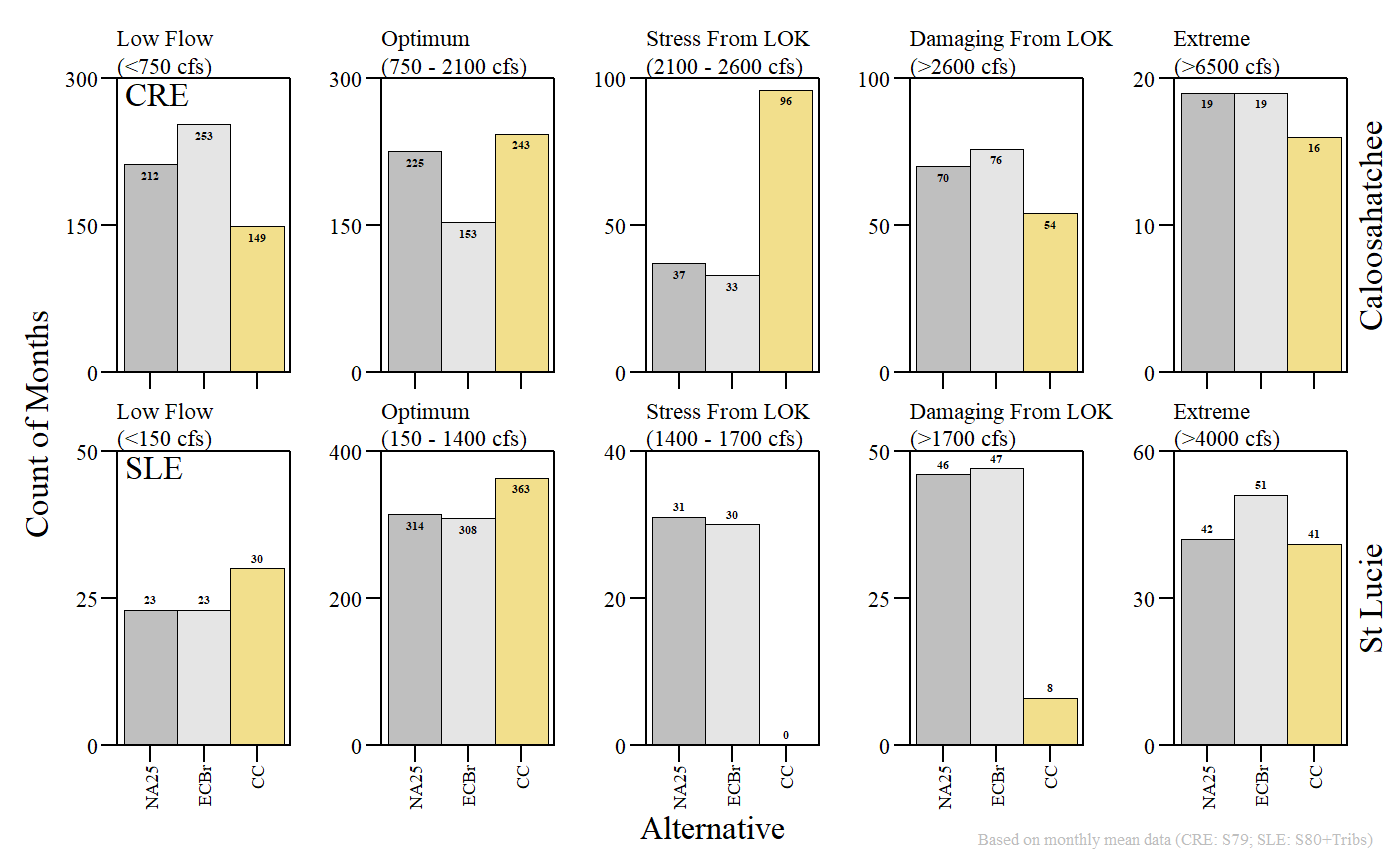 Low Flow
(<750 cfs)
Optimum
(750 - 2100 cfs)
Stress From LOK
(2100 - 2600 cfs)
Damaging From LOK
(>2600 cfs)
Extreme
(>6500 cfs)
300
150
0
CRE
212
253
149
300
150
0
225
153
243
100
50
0
37
33
96
100
50
0
70
76
54
20
10
0
19
19
16
Caloosahatchee
Count of Months
Low Flow
(<150 cfs)
Optimum
(150 - 1400 cfs)
Stress From LOK
(1400 - 1700 cfs)
Damaging From LOK
(>1700 cfs)
Extreme
(>4000 cfs)
50
25
0
SLE
23
23
30
400
200
0
314
308
363
40
20
0
31
30
0
50
25
0
46
47
8
60
30
0
42
51
41
St Lucie
NA25
ECBr
CC
NA25
ECBr
CC
NA25
ECBr
CC
NA25
ECBr
CC
NA25
ECBr
CC
Alternative
Based on monthly mean data (CRE: S79; SLE: S80+Tribs)